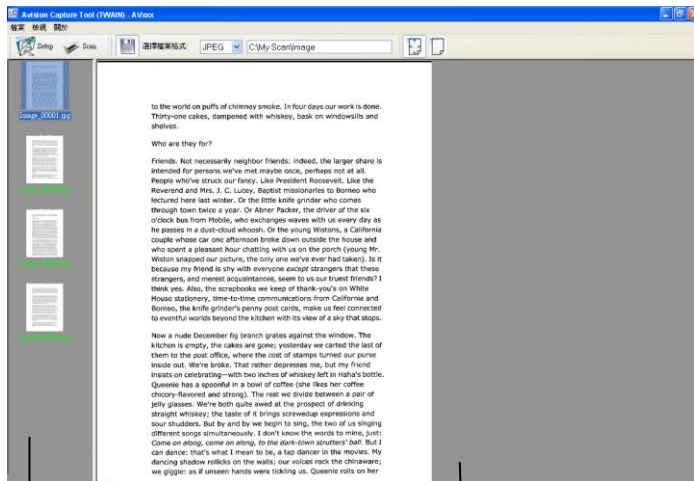 Avision Capture Tool (TWAIN) - AVxxx
檔案 檢視 關於
Setup Scan 選擇檔案格式: JPEG C:\My Scan\Image
Image_00001.jpg
to the world on puffs of chimney smoke. In four days our work is done.
Thirty-one cakes, dampened with whiskey, bask on windowsills and
shelves.
Who are they for?
Friends. Not necessarily neighbor friends: indeed, the larger share is
intended for persons we've met maybe once, perhaps not at all.
People who've struck our fancy. Like President Roosevelt. Like the
Reverend and Mrs. J. C. Lucey, Baptist missionaries to Borneo who
lectured here last winter. Or the little knife grinder who comes
through town twice a year. Or Abner Packer, the driver of the six
o'clock bus from Mobile, who exchanges waves with us every day as
he passes in a dust-cloud whoosh. Or the young Wistons, a California
couple whose car one afternoon broke down outside the house and
who spent a pleasant hour chatting with us on the porch (young Mr.
Wiston snapped our picture, the only one we've ever had taken). Is it
because my friend is shy with everyone except strangers that these
strangers, and merest acquaintances, seem to us our truest friends? I
think yes. Also, the scrapbooks we keep of thank-you's on White
House stationery, time-to-time communications from California and
Borneo, the knife grinder's penny post cards, make us feel connected
to eventful worlds beyond the kitchen with its view of a sky that stops.
Now a nude December fig branch grates against the window. The
kitchen is empty, the cakes are gone; yesterday we carted the last of
them to the post office, where the cost of stamps turned our purse
inside out. We're broke. That rather depresses me, but my friend
insists on celebrating—with two inches of whiskey left in Haha's bottle.
Queenie has a spoonful in a bowl of coffee (she likes her coffee
chicory-flavored and strong). The rest we divide between a pair of
jelly glasses. We're both quite awed at the prospect of drinking
straight whiskey; the taste of it brings screwedup expressions and
sour shudders. But by and by we begin to sing, the two of us singing
different songs simultaneously. I don't know the words to mine, just:
Come on along, come on along, to the dark-town strutters' ball. But I
can dance: that's what I mean to be, a tap dancer in the movies. My
dancing shadow rollicks on the walls; our voices rock the chinaware;
we giggle: as if unseen hands were tickling us. Queenie rolls on her